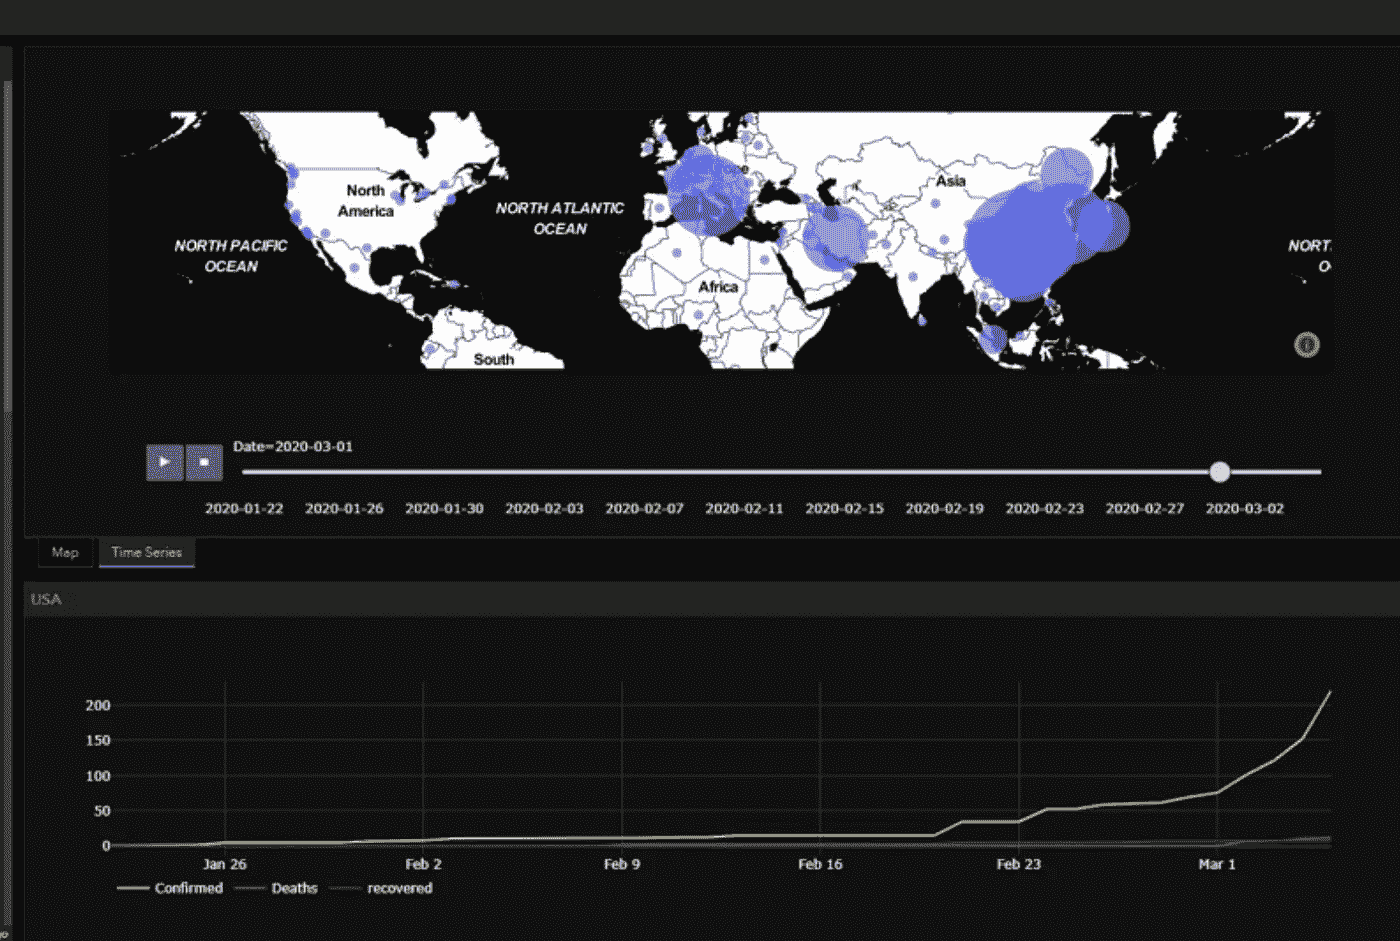 North
America
NORTH ATLANTIC
OCEAN
NORTH PACIFIC
OCEAN
Asia
Africa
South
NORT
O
Date=2020-03-01
2020-01-22 2020-01-26 2020-01-30 2020-02-03 2020-02-07 2020-02-11 2020-02-15 2020-02-19 2020-02-23 2020-02-27 2020-03-02
Map Time Series
USA
200
150
100
50
0
Jan 26 Feb 2 Feb 9 Feb 16 Feb 23 Mar 1
Confirmed Deaths recovered